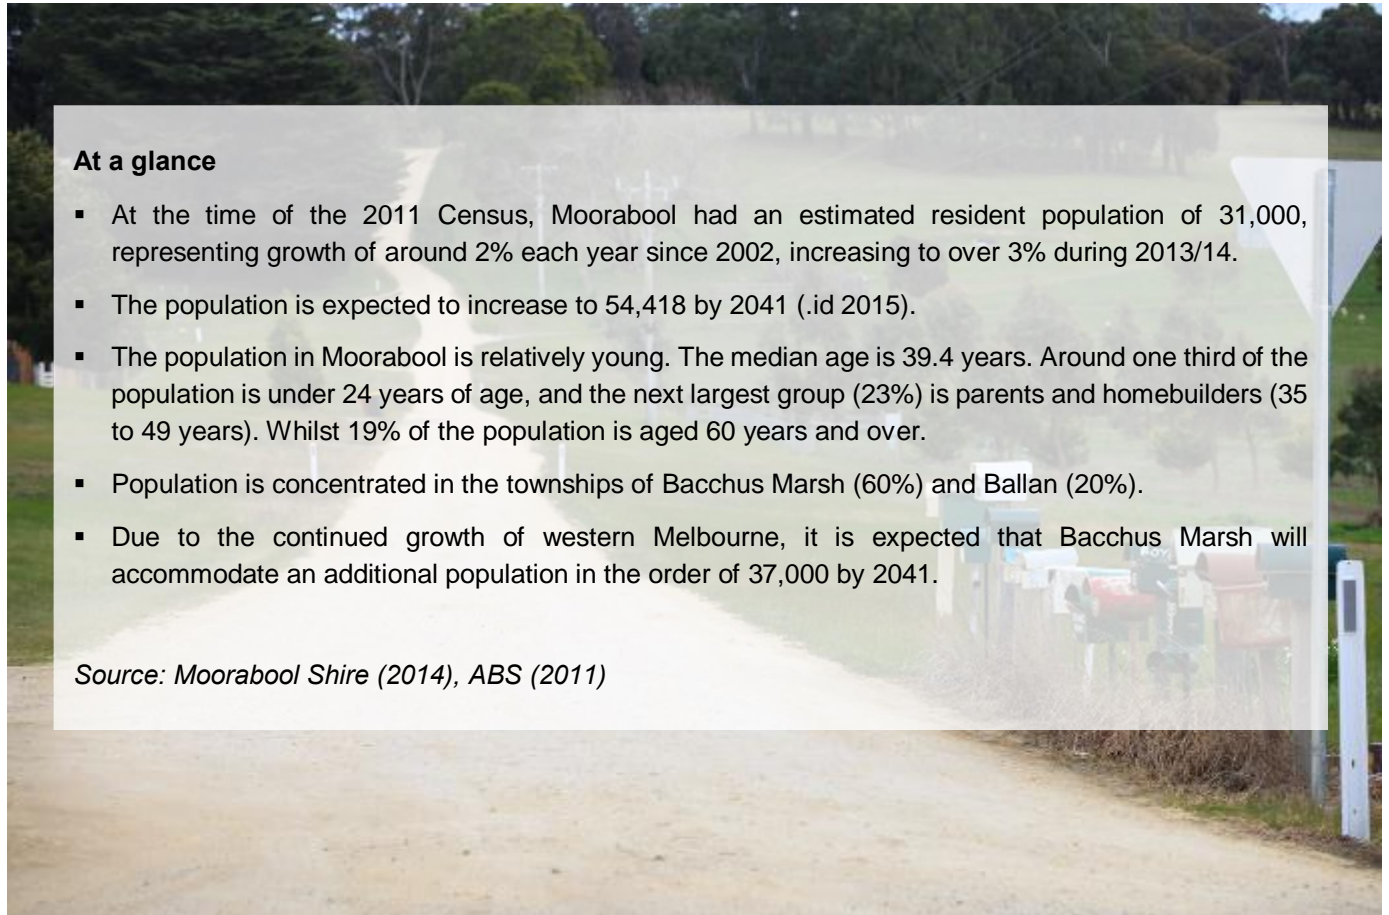 At a glance
▪ At the time of the 2011 Census, Moorabool had an estimated resident population of 31,000,
representing growth of around 2% each year since 2002, increasing to over 3% during 2013/14.
▪ The population is expected to increase to 54,418 by 2041 (.id 2015).
▪ The population in Moorabool is relatively young. The median age is 39.4 years. Around one third of the
population is under 24 years of age, and the next largest group (23%) is parents and homebuilders (35
to 49 years). Whilst 19% of the population is aged 60 years and over.
▪ Population is concentrated in the townships of Bacchus Marsh (60%) and Ballan (20%).
▪ Due to the continued growth of western Melbourne, it is expected that Bacchus Marsh will
accommodate an additional population in the order of 37,000 by 2041.
Source: Moorabool Shire (2014), ABS (2011)